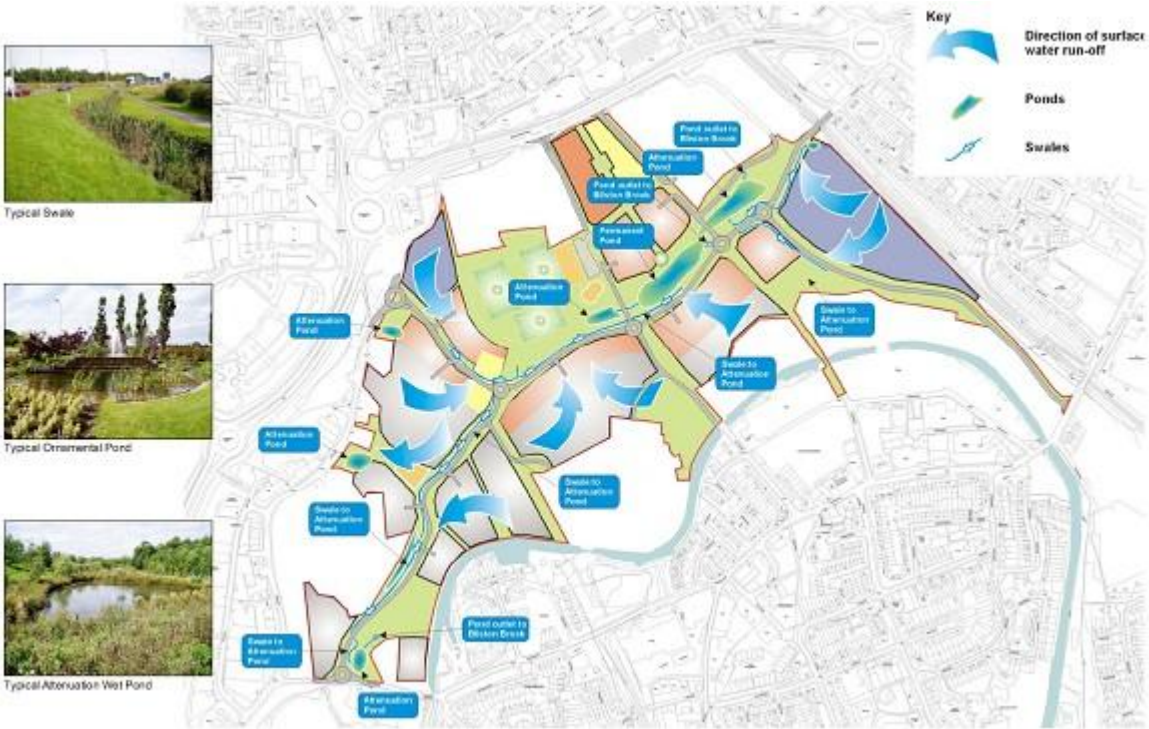 Key
Direction of surface
water run-off
Ponds
Swales
Typical Swale
Typical Ornamental Pond
Typical Attenuation Wet Pond
Pond outlet to
Bilston Brook
Attenuation
Pond
Pond outlet to
Bilston Brook
Permanent
Pond
Attenuation
Pond
Attenuation
Pond
Swale to
Attenuation
Pond
Swale to
Attenuation
Pond
Attenuation
Pond
Swale to
Attenuation
Pond
Swale to
Attenuation
Pond
Pond outlet to
Bilston Brook
Swale to
Attenuation
Pond
Attenuation
Pond